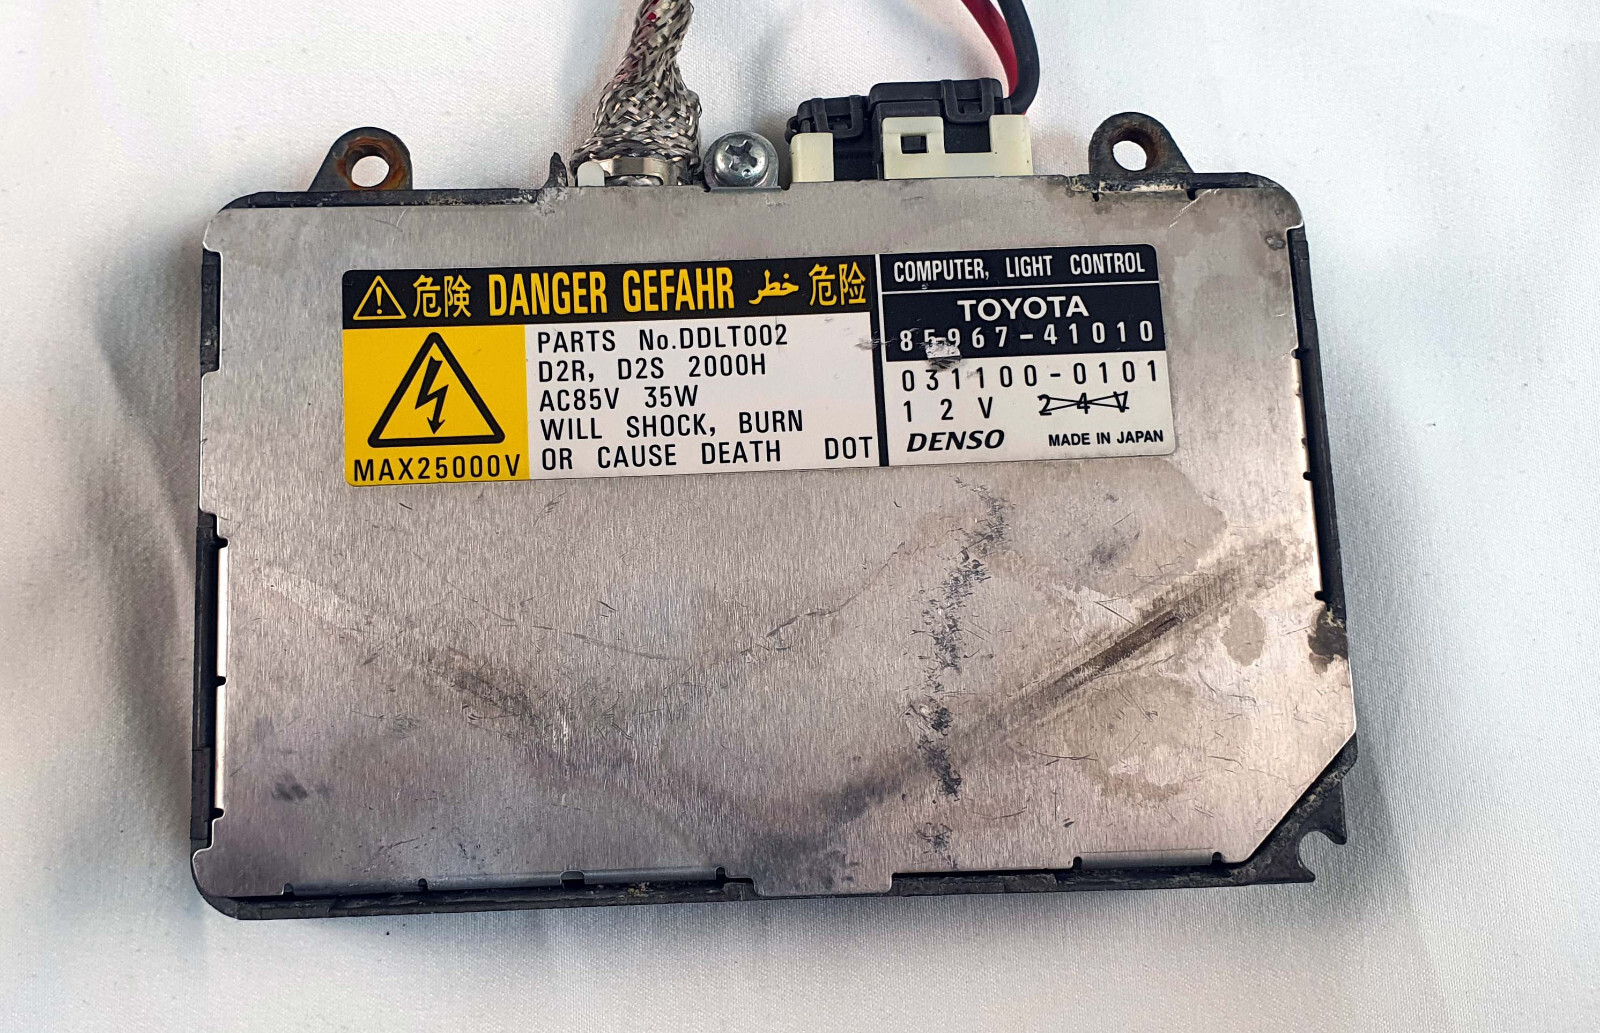 危険 DANGER GEFAHR خطر 危险
MAX25000V
PARTS No.DDLT002
D2R, D2S 2000H
AC85V 35W
WILL SHOCK, BURN
OR CAUSE DEATH DOT
COMPUTER, LIGHT CONTROL
TOYOTA
85967-41010
031100-0101
12V 24V
DENSO MADE IN JAPAN